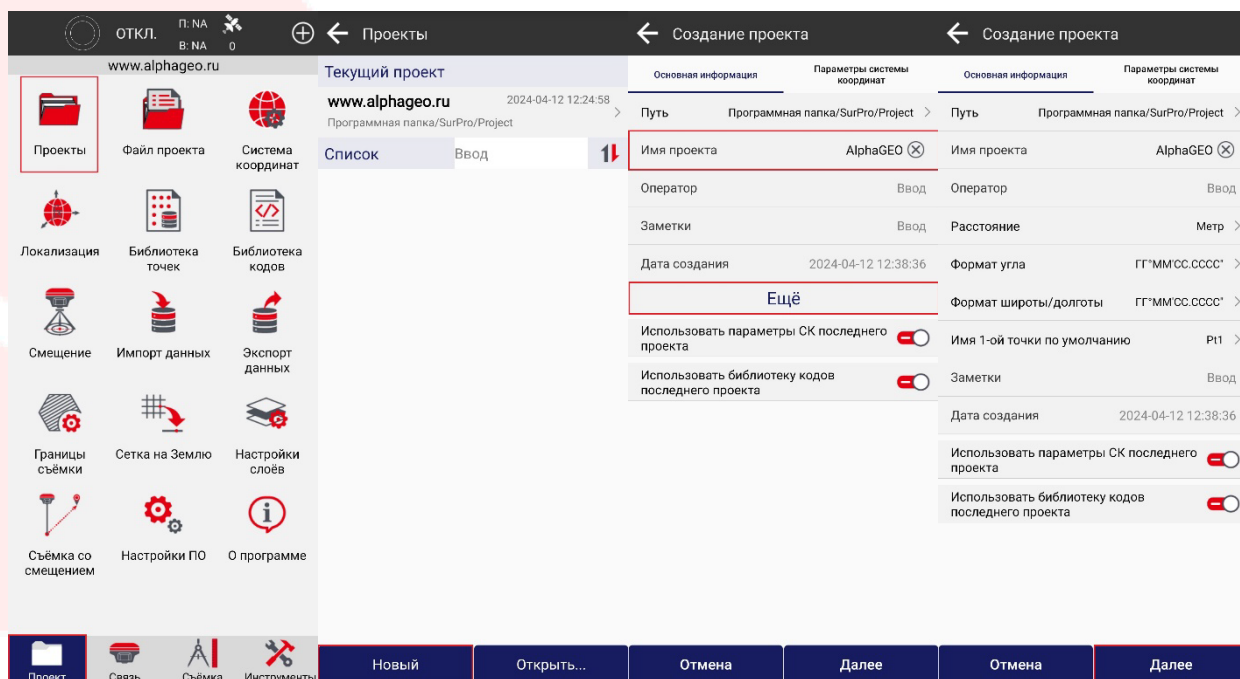 ОТКЛ.
П: NA
В: NA
0
www.alphageo.ru
Проекты
Файл проекта
Система
координат
Локализация
Библиотека
точек
Библиотека
кодов
Смещение
Импорт данных
Экспорт
данных
Границы
съёмки
Сетка на Землю
Настройки
слоёв
Съёмка со
смещением
Настройки ПО
О программе
Проект
Связь
Съёмка
Инструменты
Проекты
Текущий проект
www.alphageo.ru
2024-04-12 12:24:58
Программная папка/SurPro/Project
Список
Ввод
Новый
Открыть...
Создание проекта
Основная информация
Параметры системы
координат
Путь
Программная папка/SurPro/Project
Имя проекта
AlphaGEO
Оператор
Ввод
Заметки
Ввод
Дата создания
2024-04-12 12:38:36
Ещё
Использовать параметры СК последнего
проекта
Использовать библиотеку кодов
последнего проекта
Отмена
Далее
Создание проекта
Основная информация
Параметры системы
координат
Путь
Программная папка/SurPro/Project
Имя проекта
AlphaGEO
Оператор
Ввод
Расстояние
Метр
Формат угла
ГГ°ММ'СС.СССС"
Формат широты/долготы
ГГ°ММ'СС.СССС"
Имя 1-ой точки по умолчанию
Pt1
Заметки
Ввод
Дата создания
2024-04-12 12:38:36
Использовать параметры СК последнего
проекта
Использовать библиотеку кодов
последнего проекта
Отмена
Далее